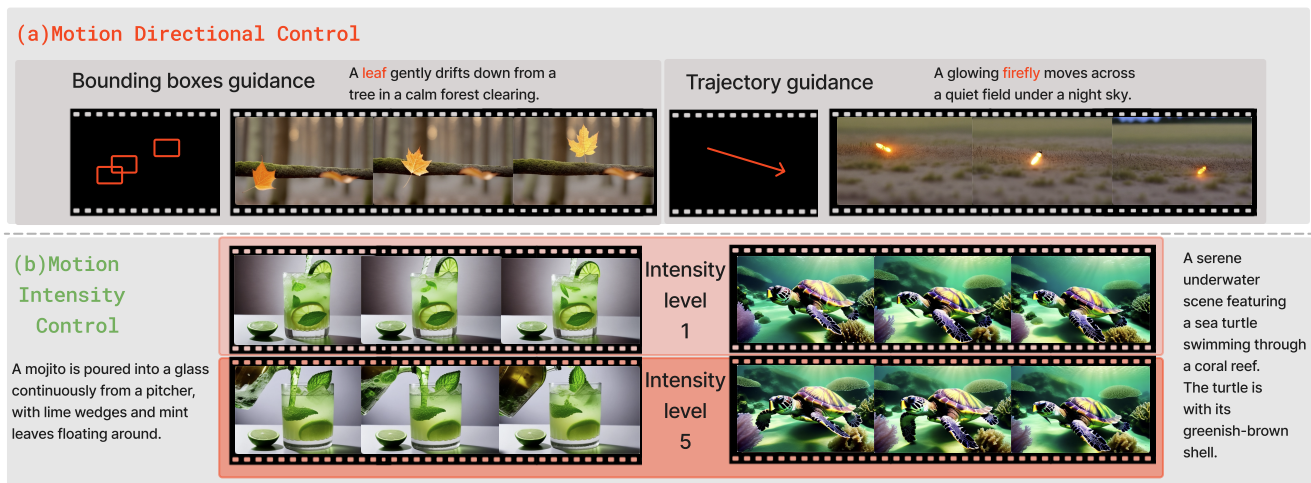 (a)Motion Directional Control
Bounding boxes guidance
A leaf gently drifts down from a
tree in a calm forest clearing.
Trajectory guidance
A glowing firefly moves across
a quiet field under a night sky.
(b)Motion
Intensity
Control
A mojito is poured into a glass
continuously from a pitcher,
with lime wedges and mint
leaves floating around.
Intensity
level
1
Intensity
level
5
A serene
underwater
scene featuring
a sea turtle
swimming through
a coral reef.
The turtle is
with its
greenish-brown
shell.